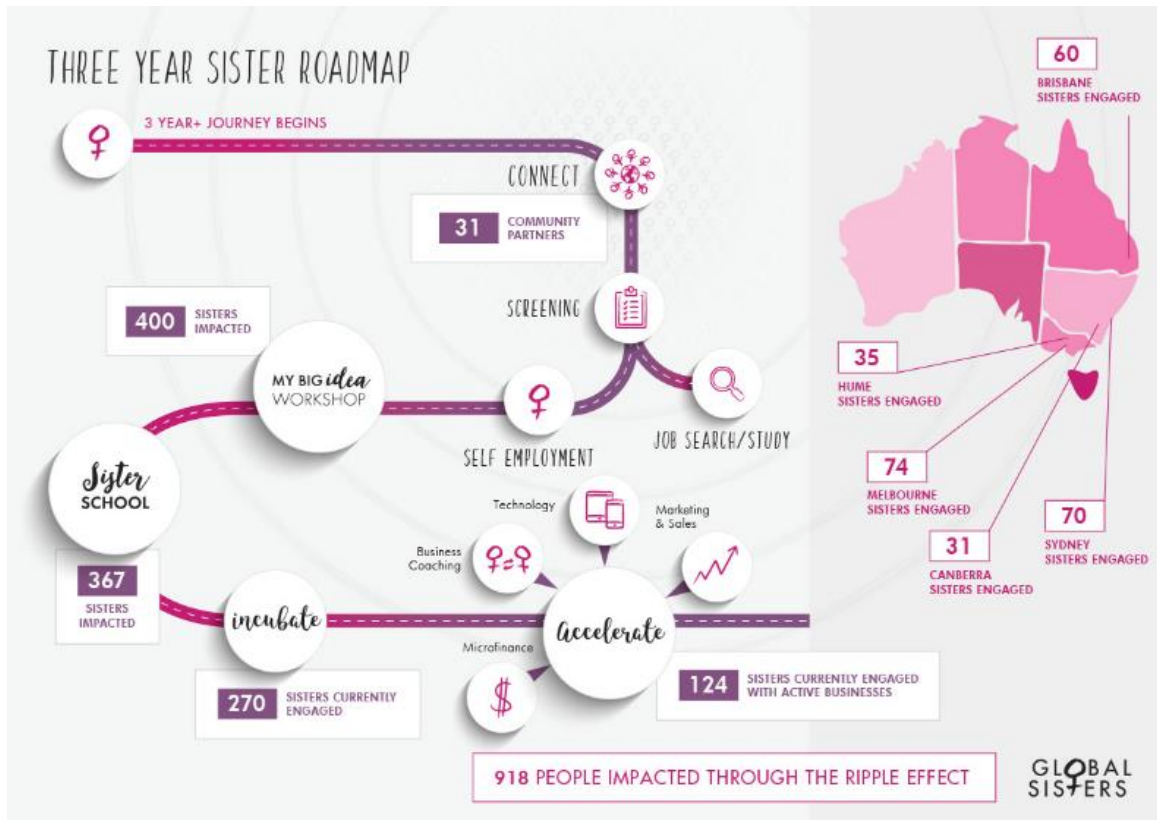 THREE YEAR SISTER ROADMAP
3 YEAR+ JOURNEY BEGINS
CONNECT
31
COMMUNITY
PARTNERS
SCREENING
400
SISTERS
IMPACTED
MY BIG idea
WORKSHOP
SELF EMPLOYMENT
JOB SEARCH/STUDY
Sister
SCHOOL
367
SISTERS
IMPACTED
incubate
270
SISTERS CURRENTLY
ENGAGED
Technology
Marketing
& Sales
Business
Coaching
Microfinance
$
accelerate
124
SISTERS CURRENTLY ENGAGED
WITH ACTIVE BUSINESSES
918 PEOPLE IMPACTED THROUGH THE RIPPLE EFFECT
60
BRISBANE
SISTERS ENGAGED
35
HUME
SISTERS ENGAGED
74
MELBOURNE
SISTERS ENGAGED
31
CANBERRA
SISTERS ENGAGED
70
SYDNEY
SISTERS ENGAGED
GLOBAL
SISTERS